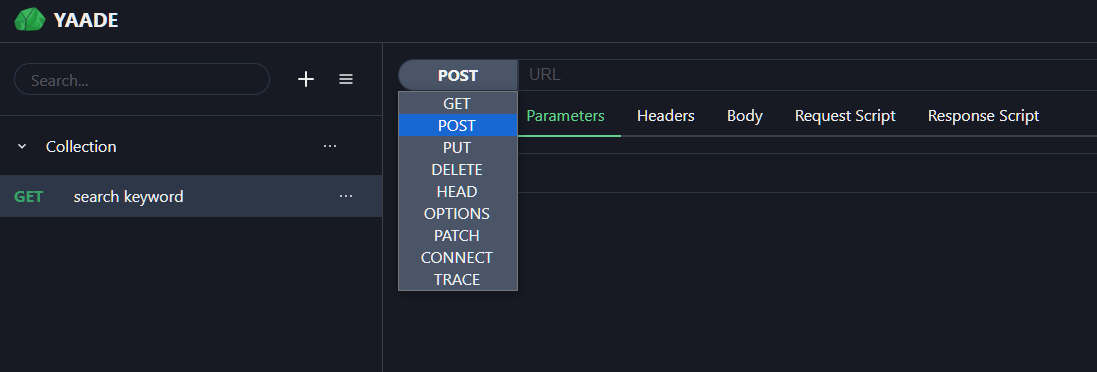 YAADE
Search...
Collection
GET search keyword
POST URL
GET
POST
PUT
DELETE
HEAD
OPTIONS
PATCH
CONNECT
TRACE
Parameters Headers Body Request Script Response Script